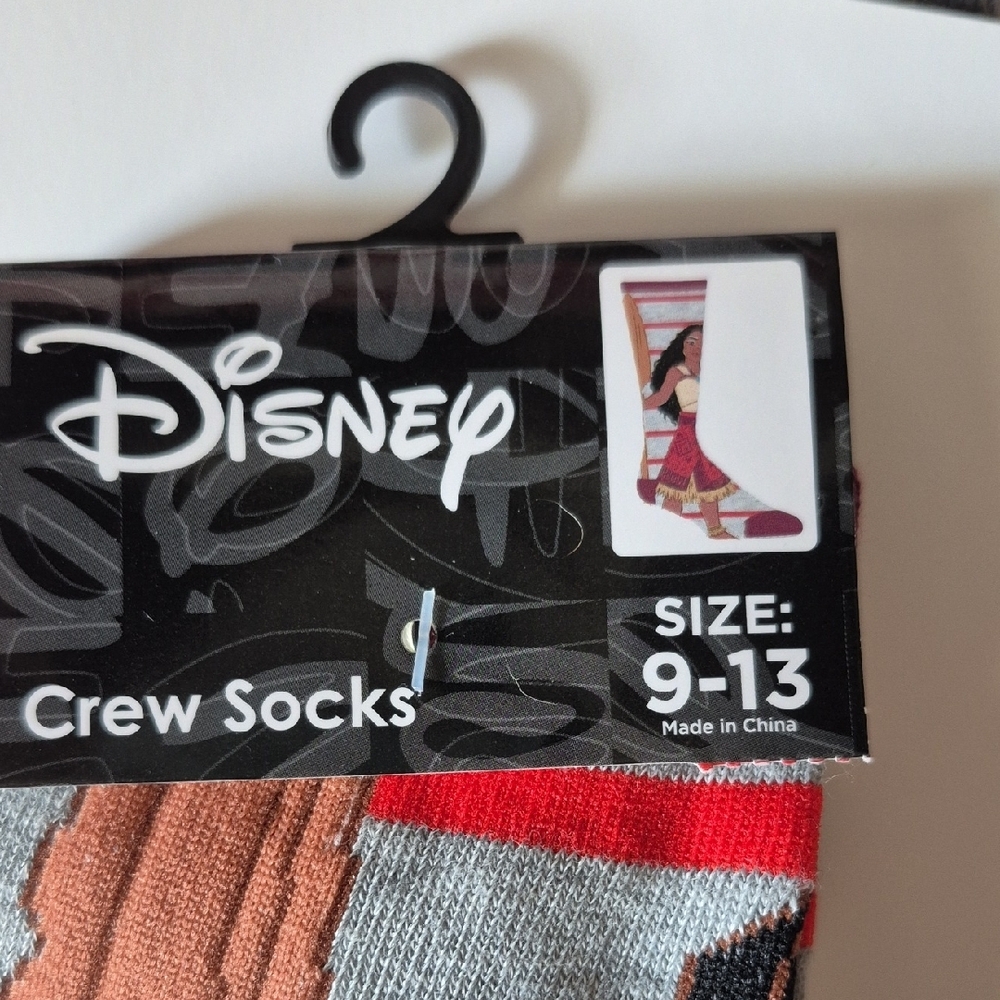 Disney
Crew Socks
SIZE:
9-13
Made in China